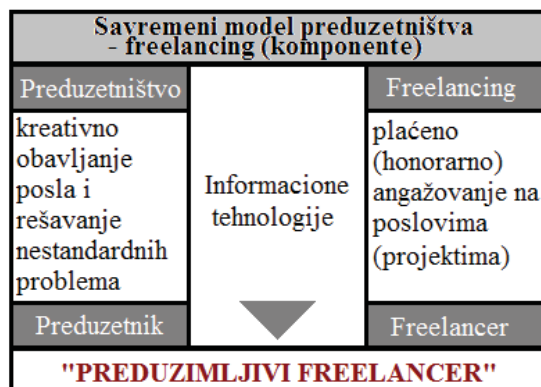 Savremeni model preduzetništva
- freelancing (komponente)
Preduzetništvo
kreativno
obavljanje
posla i
rešavanje
nestandardnih
problema
Preduzetnik
Informacione
tehnologije
Freelancing
plaćeno
(honorarno)
angažovanje na
poslovima
(projektima)
Freelancer
"PREDUZIMLJIVI FREELANCER"